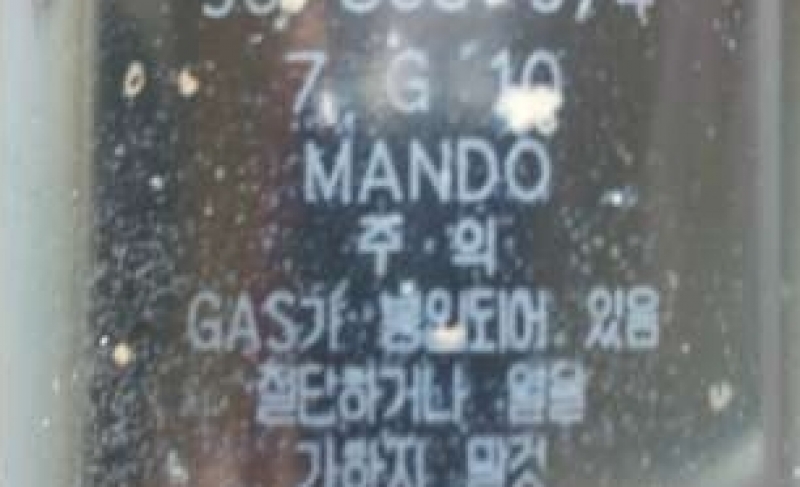 7 G 10
MANDO
주 의
GAS가 봉입되어 있음
절단하거나 열을
가하지 말것